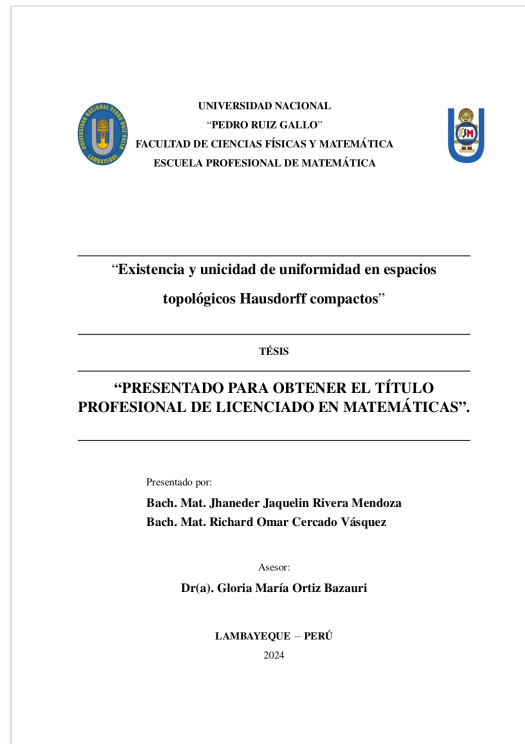 UNIVERSIDAD NACIONAL
“PEDRO RUIZ GALLO”
FACULTAD DE CIENCIAS FÍSICAS Y MATEMÁTICA
ESCUELA PROFESIONAL DE MATEMÁTICA
“Existencia y unicidad de uniformidad en espacios
topológicos Hausdorff compactos”
TÉSIS
“PRESENTADO PARA OBTENER EL TÍTULO
PROFESIONAL DE LICENCIADO EN MATEMÁTICAS”.
Presentado por:
Bach. Mat. Jhaneder Jaquelin Rivera Mendoza
Bach. Mat. Richard Omar Cercado Vásquez
Asesor:
Dr(a). Gloria María Ortiz Bazauri
LAMBAYEQUE – PERÚ
2024